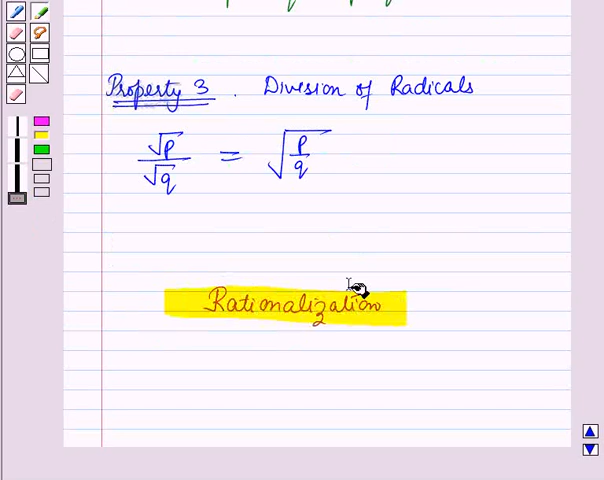 Property 3 . Division of Radicals
√p / √q = √(p/q)
Rationalization